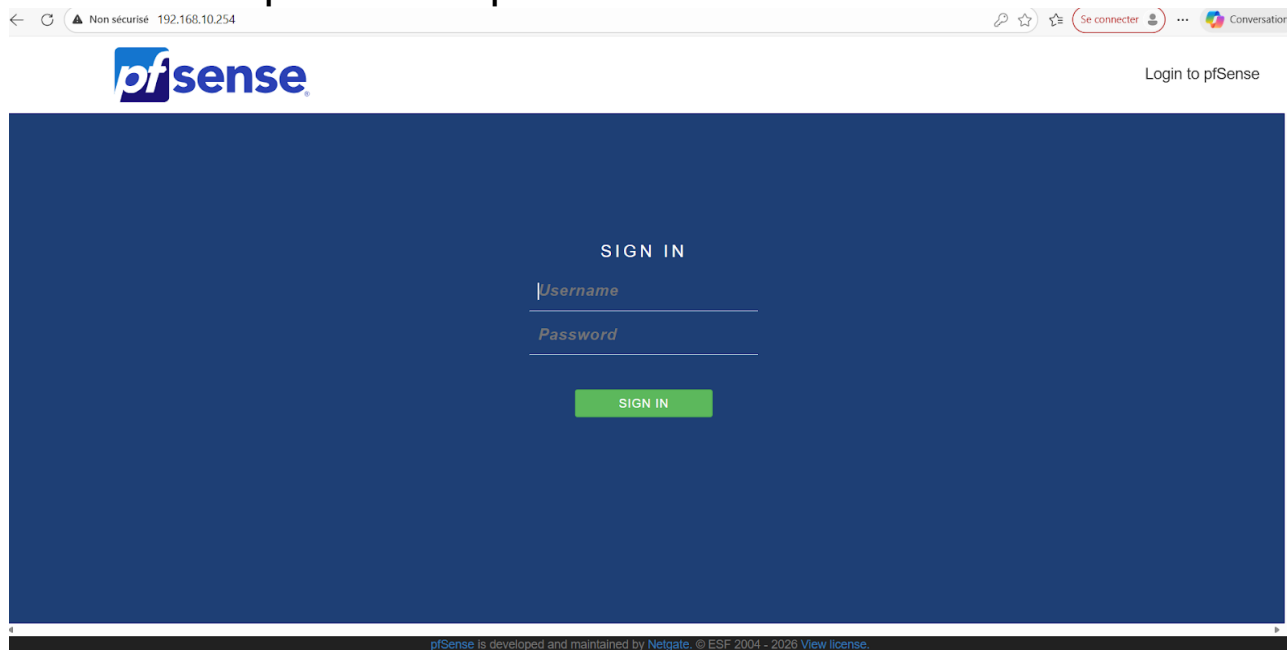 Non sécurisé 192.168.10.254 Se connecter Conversation
pfsense® Login to pfSense
SIGN IN
Username
Password
SIGN IN
pfSense is developed and maintained by Netgate. © ESF 2004 - 2026 View license.